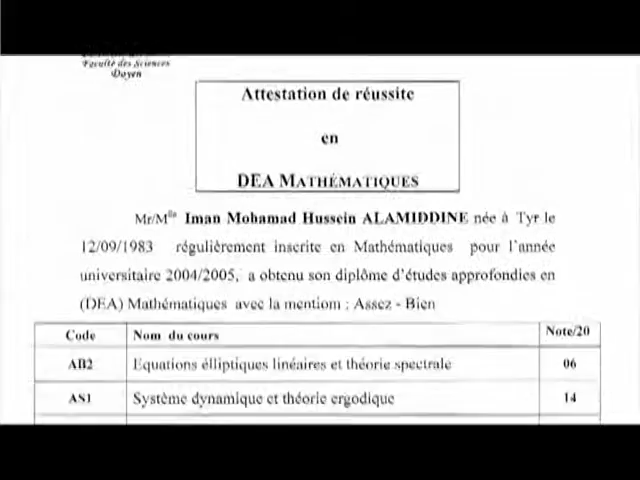 Faculté des Sciences
Doyen
Attestation de réussite
en
DEA MATHÉMATIQUES
Mr/Mlle Iman Mohamad Hussein ALAMIDDINE née à Tyr le
12/09/1983 régulièrement inscrite en Mathématiques pour l'année
universitaire 2004/2005, a obtenu son diplôme d'études approfondies en
(DEA) Mathématiques avec la mentiom : Assez - Bien
Code Nom du cours Note/20
AB2 Equations élliptiques linéaires et théorie spectrale 06
AS1 Système dynamique et théorie ergodique 14